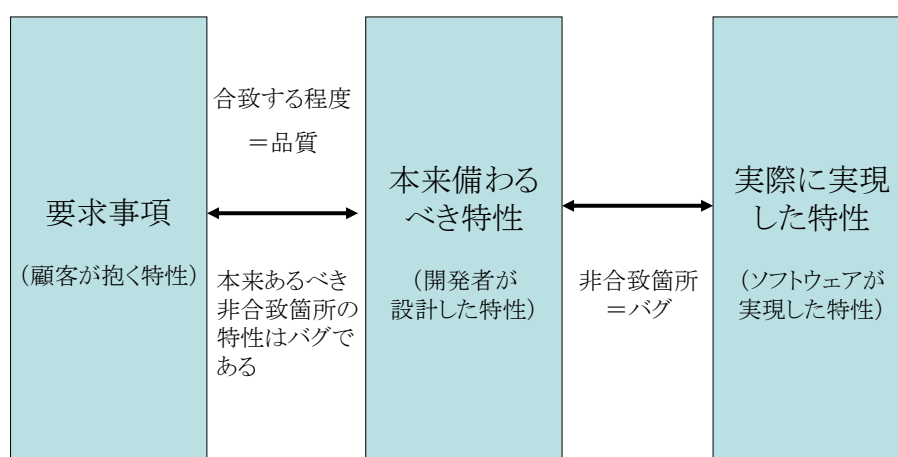 要求事項
(顧客が抱く特性)
合致する程度
=品質
本来あるべき
非合致箇所の
特性はバグで
ある
本来備わる
べき特性
(開発者が
設計した特性)
非合致箇所
=バグ
実際に実現
した特性
(ソフトウェアが
実現した特性)